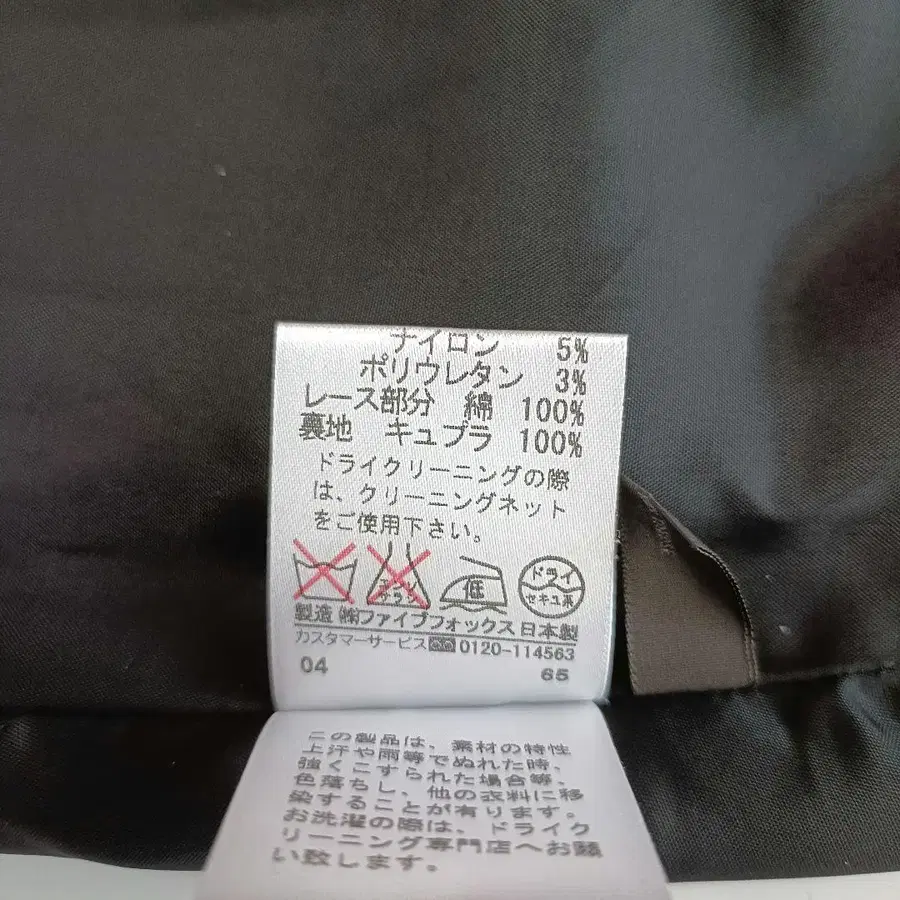 ナイロン 5%
ポリウレタン 3%
レース部分 綿 100%
裏地 キュプラ 100%
ドライクリーニングの際
は、クリーニングネット
をご使用下さい。
エンソ
サラシ
低
ドライ
セキユ系
製造 ㈱ファイブフォックス 日本製
カスタマーサービス 0120-114563
04 65
この製品は、素材の特性
上汗や雨等でぬれた時、
強くこすられた場合等、
色落ちし、他の衣料に移
染することが有ります。
お洗濯の際は、ドライク
リーニング専門店へお願
い致します。